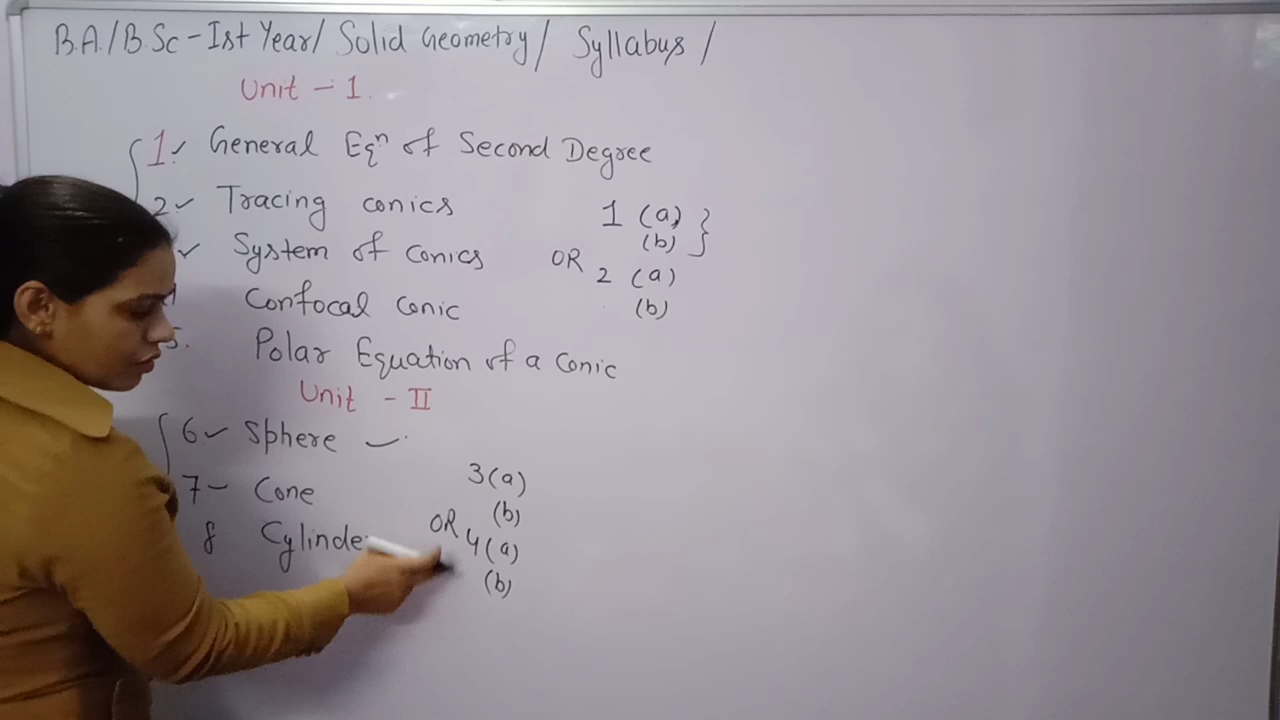 B.A./B.Sc - Ist Year/ Solid Geometry/ Syllabus /
Unit - 1.
1. General Eqⁿ of Second Degree
2 Tracing conics
System of Conics
Confocal Conic
5. Polar Equation of a Conic
1 (a)
(b)
OR 2 (a)
(b)
Unit - II
6 Sphere
7- Cone
8 Cylinde
3(a)
(b)
OR 4(a)
(b)